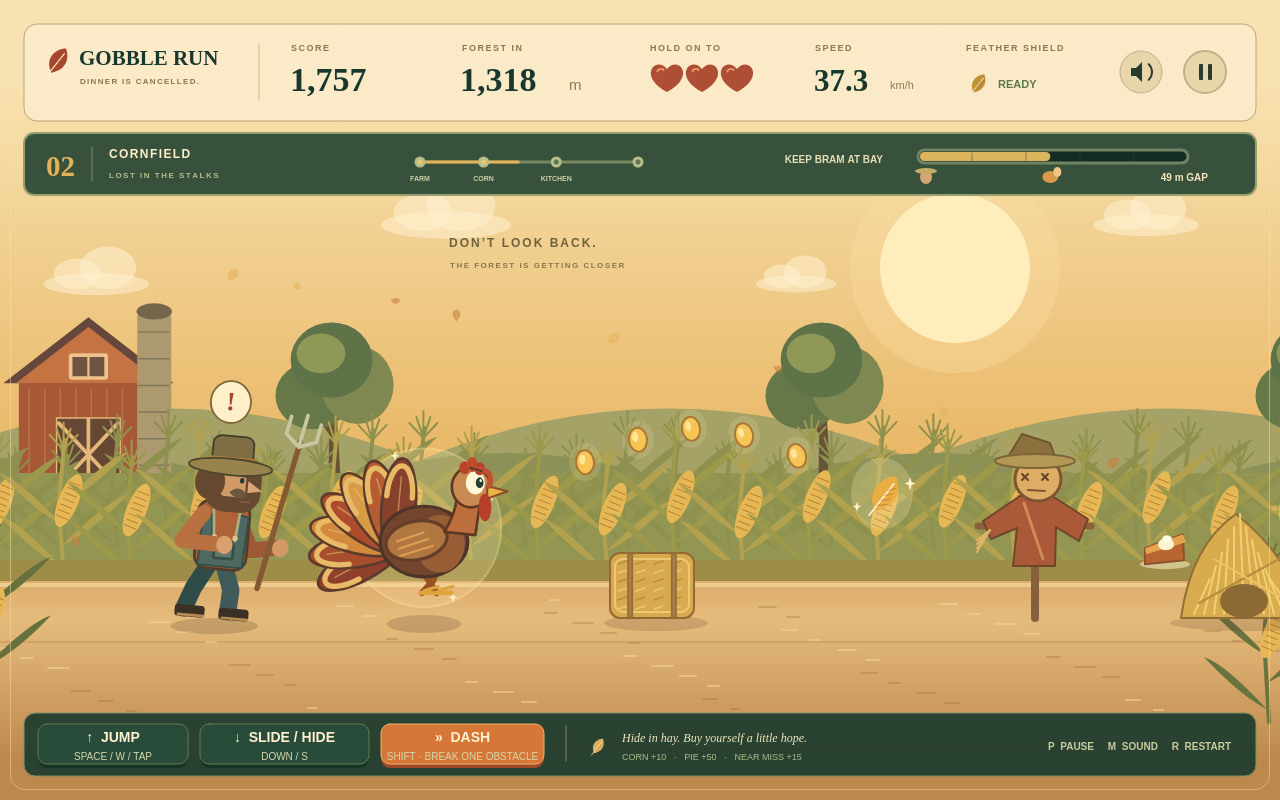 GOBBLE RUN
DINNER IS CANCELLED.
SCORE
1,757
FOREST IN
1,318 m
HOLD ON TO
SPEED
37.3 km/h
FEATHER SHIELD
READY
02
CORNFIELD
LOST IN THE STALKS
FARM CORN KITCHEN
KEEP BRAM AT BAY
49 m GAP
DON'T LOOK BACK.
THE FOREST IS GETTING CLOSER
!
↑ JUMP
SPACE / W / TAP
↓ SLIDE / HIDE
DOWN / S
» DASH
SHIFT · BREAK ONE OBSTACLE
Hide in hay. Buy yourself a little hope.
CORN +10 · PIE +50 · NEAR MISS +15
P PAUSE M SOUND R RESTART